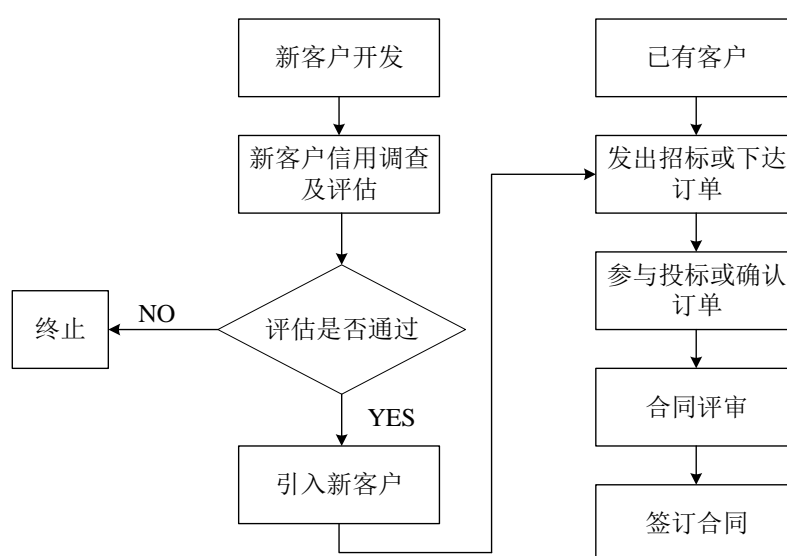 新客户开发
已有客户
新客户信用调查
及评估
发出招标或下达
订单
参与投标或确认
订单
评估是否通过
NO
终止
YES
合同评审
引入新客户
签订合同